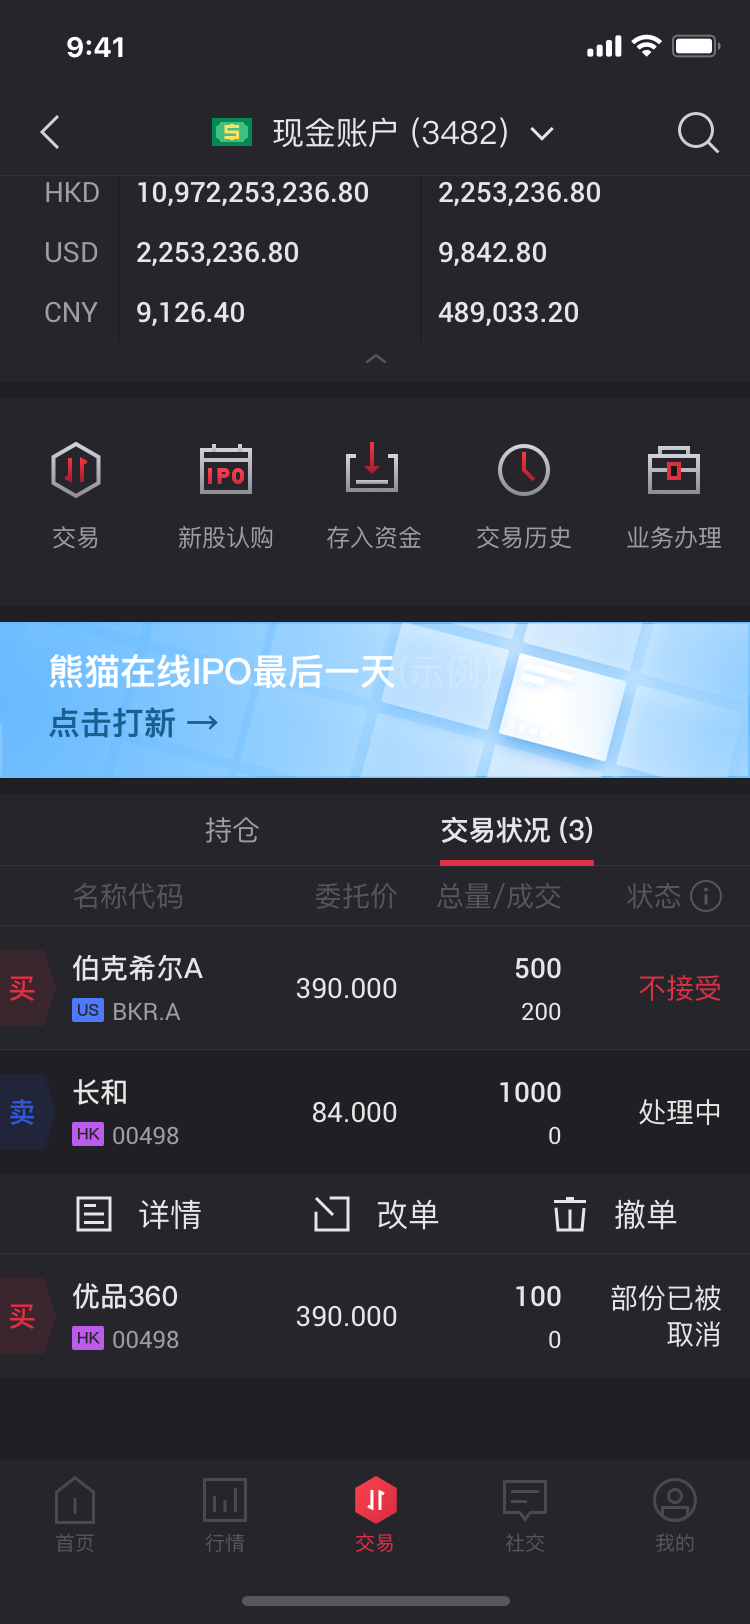 9:41
现金账户 (3482)
HKD 10,972,253,236.80 2,253,236.80
USD 2,253,236.80 9,842.80
CNY 9,126.40 489,033.20
IPO
交易 新股认购 存入资金 交易历史 业务办理
熊猫在线IPO最后一天(示例)
点击打新 →
持仓 交易状况 (3)
名称代码 委托价 总量/成交 状态
买 伯克希尔A 390.000 500 不接受
US BKR.A 200
卖 长和 84.000 1000 处理中
HK 00498 0
详情 改单 撤单
买 优品360 390.000 100 部份已被
HK 00498 0 取消
首页 行情 交易 社交 我的